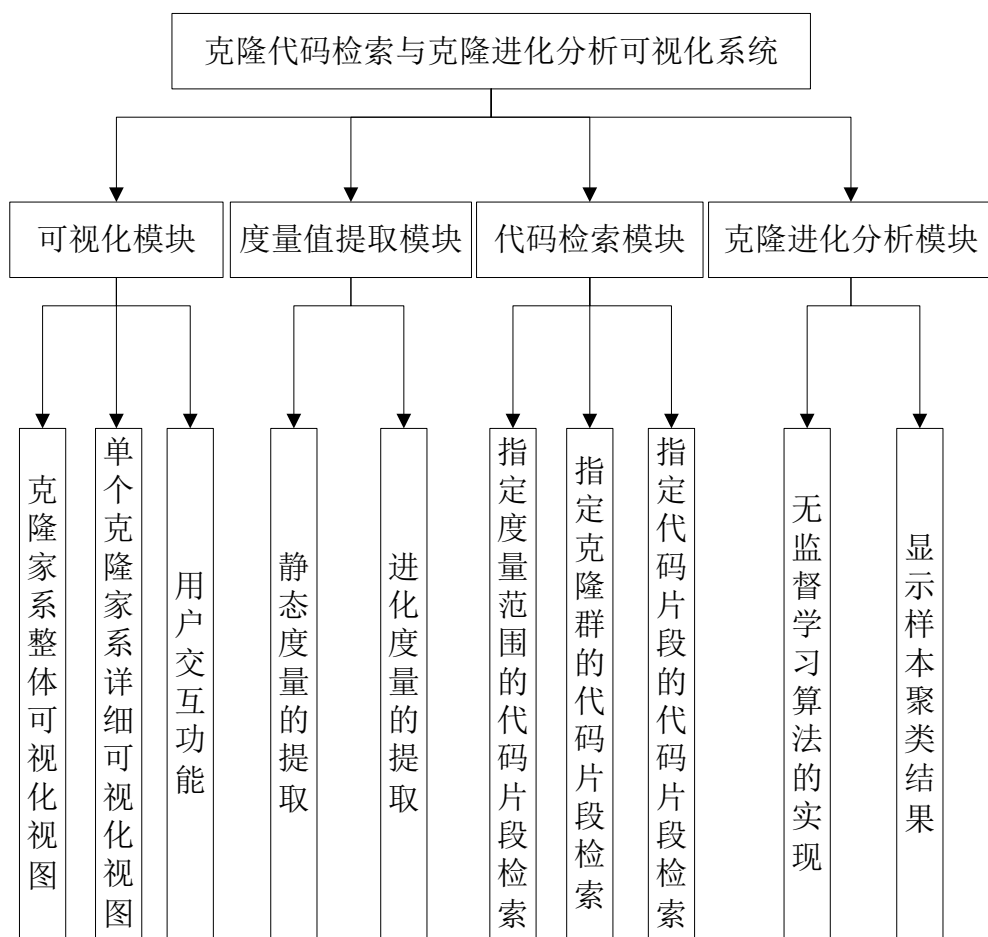 克隆代码检索与克隆进化分析可视化系统
可视化模块
度量值提取模块
代码检索模块
克隆进化分析模块
克隆家系整体可视化视图
单个克隆家系详细可视化视图
用户交互功能
静态度量的提取
进化度量的提取
指定度量范围的代码片段检索
指定克隆群的代码片段检索
指定代码片段的代码片段检索
无监督学习算法的实现
显示样本聚类结果